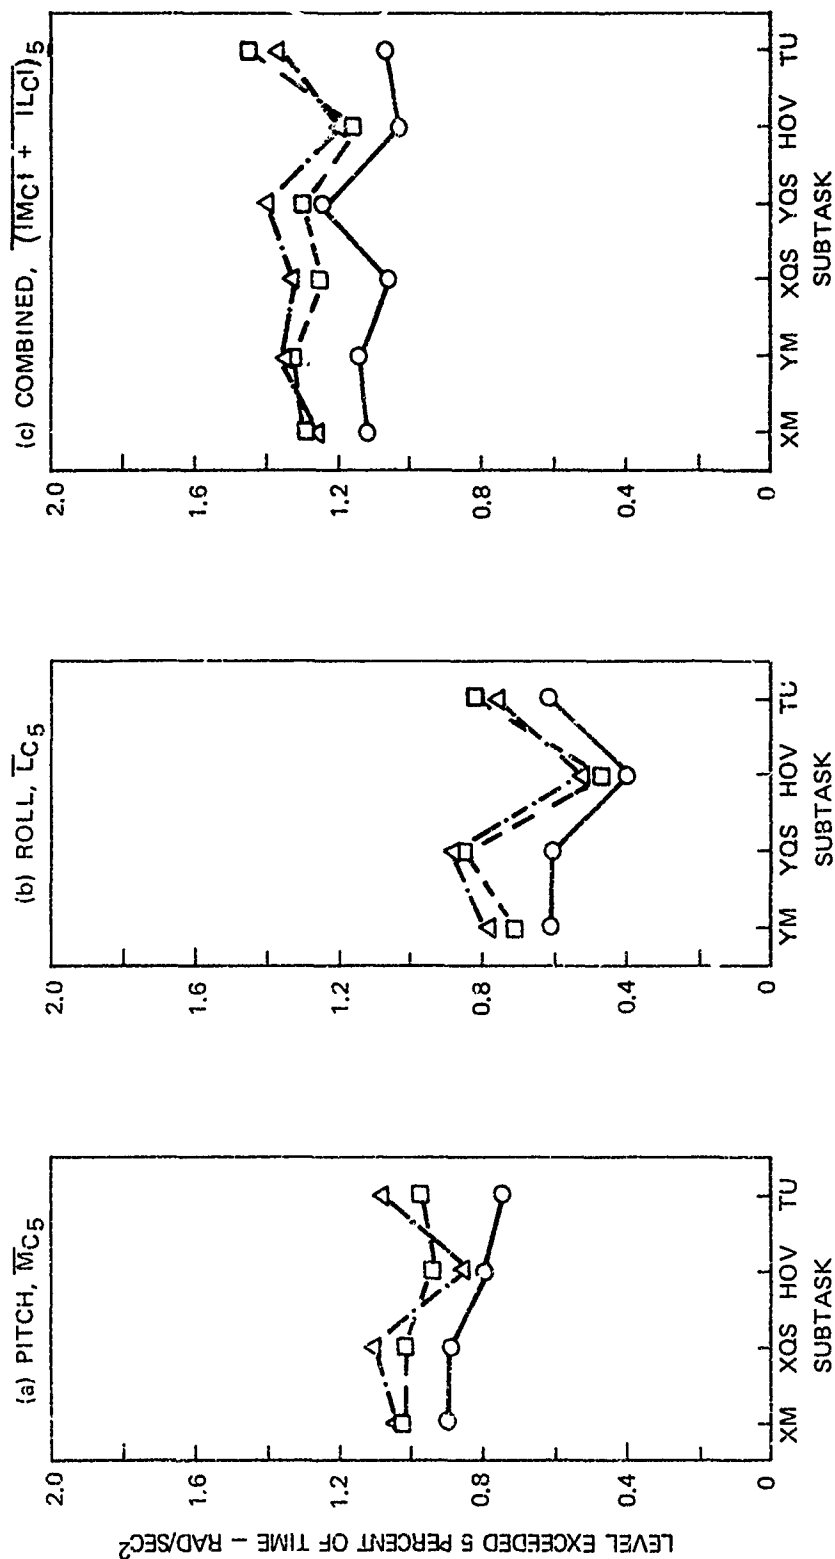 LEVEL EXCEEDED 5 PERCENT OF TIME – RAD/SEC²
(a) PITCH, M̅C5
2.0
1.6
1.2
0.8
0.4
0
XM XQS HOV TU
SUBTASK
(b) ROLL, L̅C5
2.0
1.6
1.2
0.8
0.4
0
YM YQS HOV TU
SUBTASK
(c) COMBINED, (|MC| + |LC|)5
2.0
1.6
1.2
0.8
0.4
0
XM YM XQS YQS HOV TU
SUBTASK